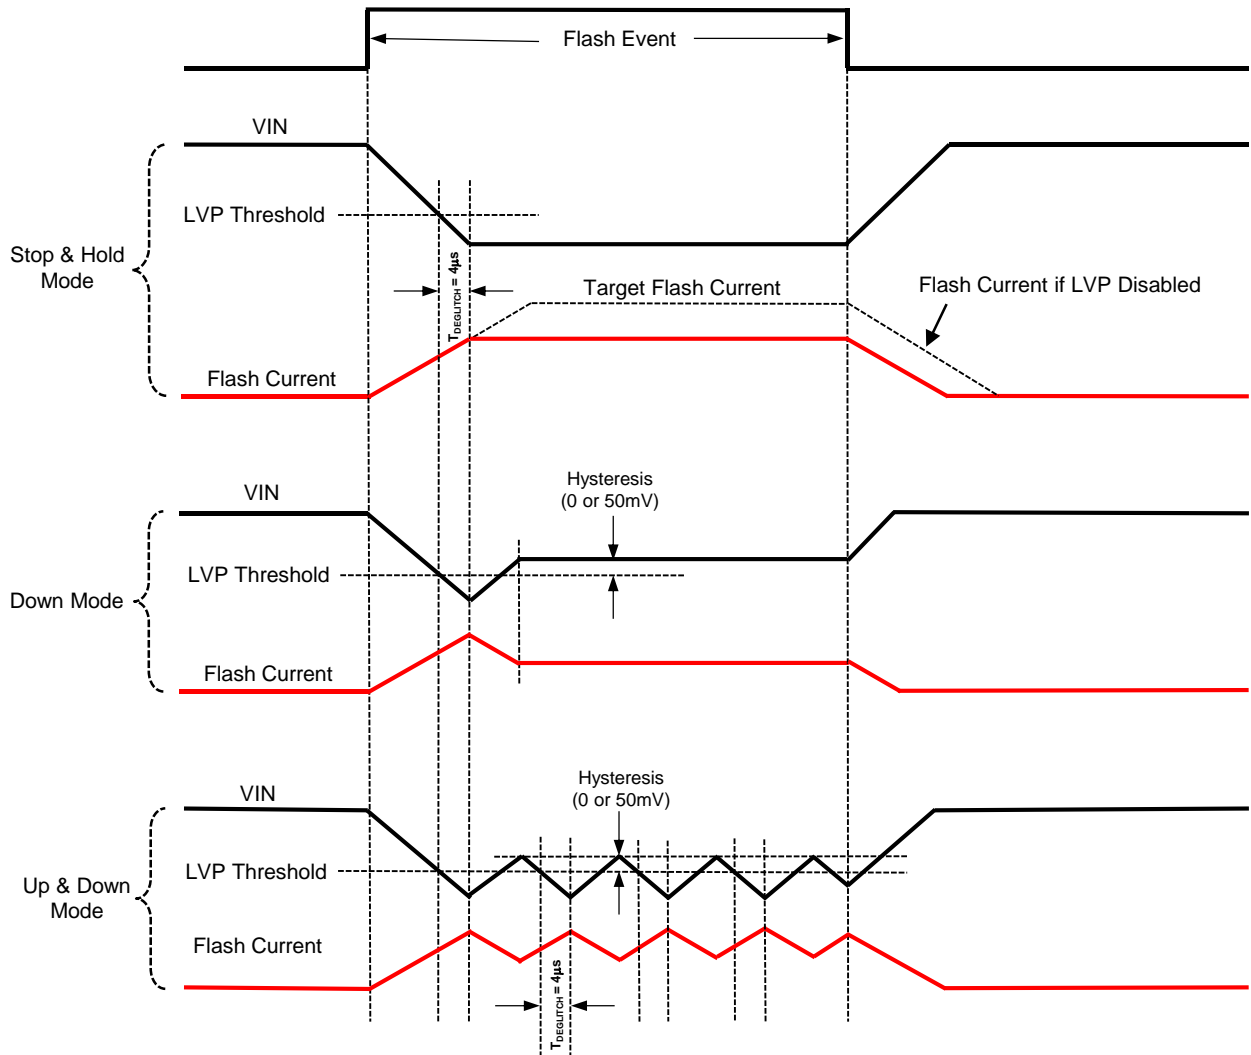 Flash Event
VIN
LVP Threshold
Stop & Hold
Mode
T_DEGLITCH = 4µs
Target Flash Current
Flash Current if LVP Disabled
Flash Current
VIN
Hysteresis
(0 or 50mV)
LVP Threshold
Down Mode
Flash Current
VIN
Hysteresis
(0 or 50mV)
LVP Threshold
Up & Down
Mode
Flash Current
T_DEGLITCH = 4µs